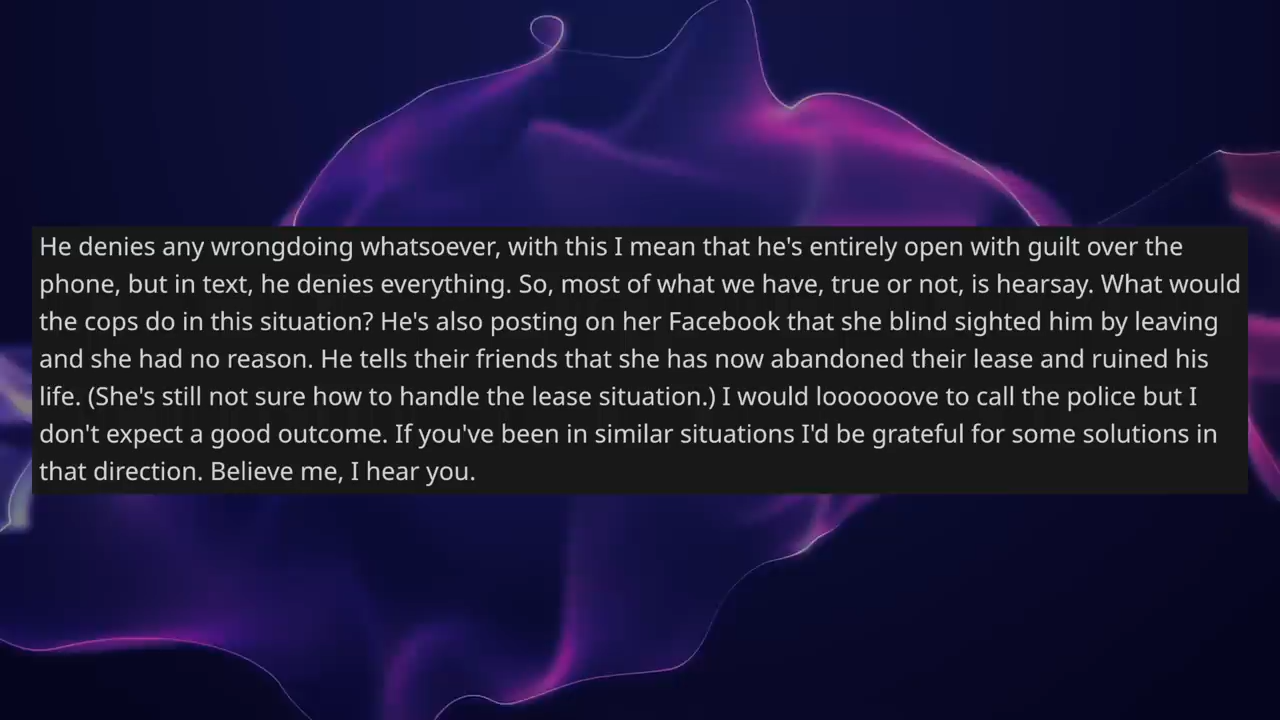 He denies any wrongdoing whatsoever, with this I mean that he's entirely open with guilt over the
phone, but in text, he denies everything. So, most of what we have, true or not, is hearsay. What would
the cops do in this situation? He's also posting on her Facebook that she blind sighted him by leaving
and she had no reason. He tells their friends that she has now abandoned their lease and ruined his
life. (She's still not sure how to handle the lease situation.) I would loooooove to call the police but I
don't expect a good outcome. If you've been in similar situations I'd be grateful for some solutions in
that direction. Believe me, I hear you.